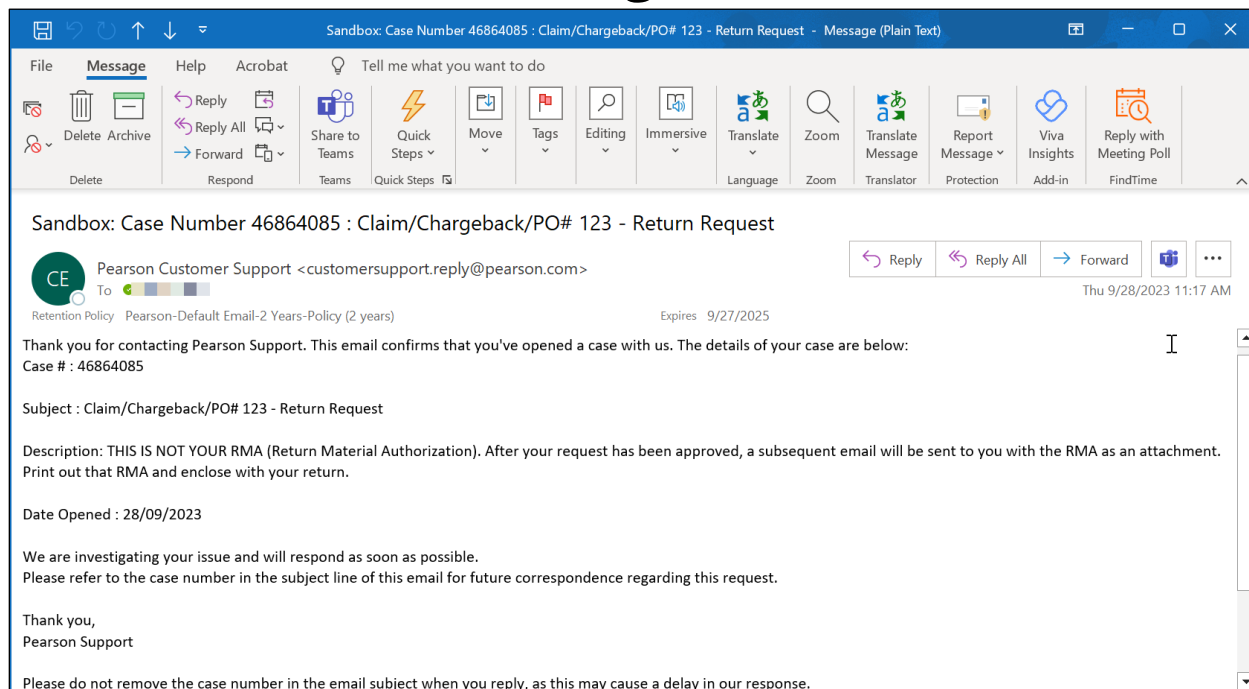 Sandbox: Case Number 46864085 : Claim/Chargeback/PO# 123 - Return Request - Message (Plain Text)
File Message Help Acrobat Tell me what you want to do
Delete Archive
Reply
Reply All
Forward
Share to Teams
Quick Steps
Move
Tags
Editing
Immersive
Translate
Zoom
Translate Message
Report Message
Viva Insights
Reply with Meeting Poll
Delete Respond Teams Quick Steps Language Zoom Translator Protection Add-in FindTime
Sandbox: Case Number 46864085 : Claim/Chargeback/PO# 123 - Return Request
CE
Pearson Customer Support <customersupport.reply@pearson.com>
To
Reply Reply All Forward
Thu 9/28/2023 11:17 AM
Retention Policy Pearson-Default Email-2 Years-Policy (2 years) Expires 9/27/2025
Thank you for contacting Pearson Support. This email confirms that you've opened a case with us. The details of your case are below:
Case # : 46864085
Subject : Claim/Chargeback/PO# 123 - Return Request
Description: THIS IS NOT YOUR RMA (Return Material Authorization). After your request has been approved, a subsequent email will be sent to you with the RMA as an attachment.
Print out that RMA and enclose with your return.
Date Opened : 28/09/2023
We are investigating your issue and will respond as soon as possible.
Please refer to the case number in the subject line of this email for future correspondence regarding this request.
Thank you,
Pearson Support
Please do not remove the case number in the email subject when you reply, as this may cause a delay in our response.